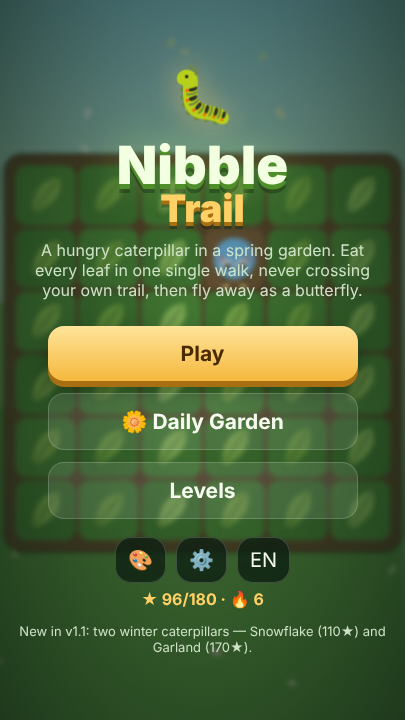 Nibble
Trail
A hungry caterpillar in a spring garden. Eat
every leaf in one single walk, never crossing
your own trail, then fly away as a butterfly.
Play
🌼 Daily Garden
Levels
EN
★ 96/180 · 🔥 6
New in v1.1: two winter caterpillars — Snowflake (110★) and
Garland (170★).